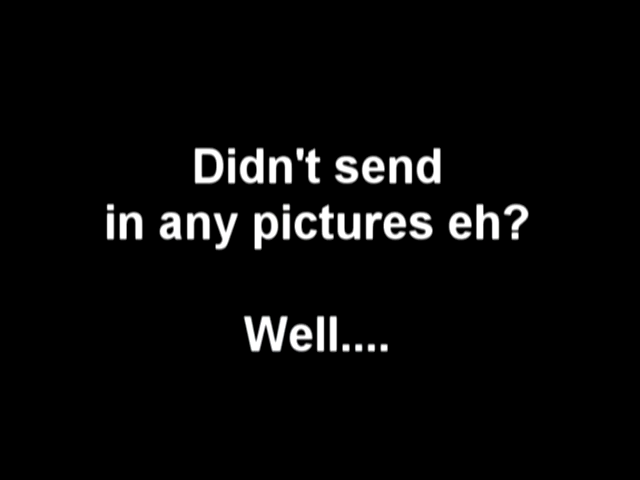 Didn't send
in any pictures eh?
Well....